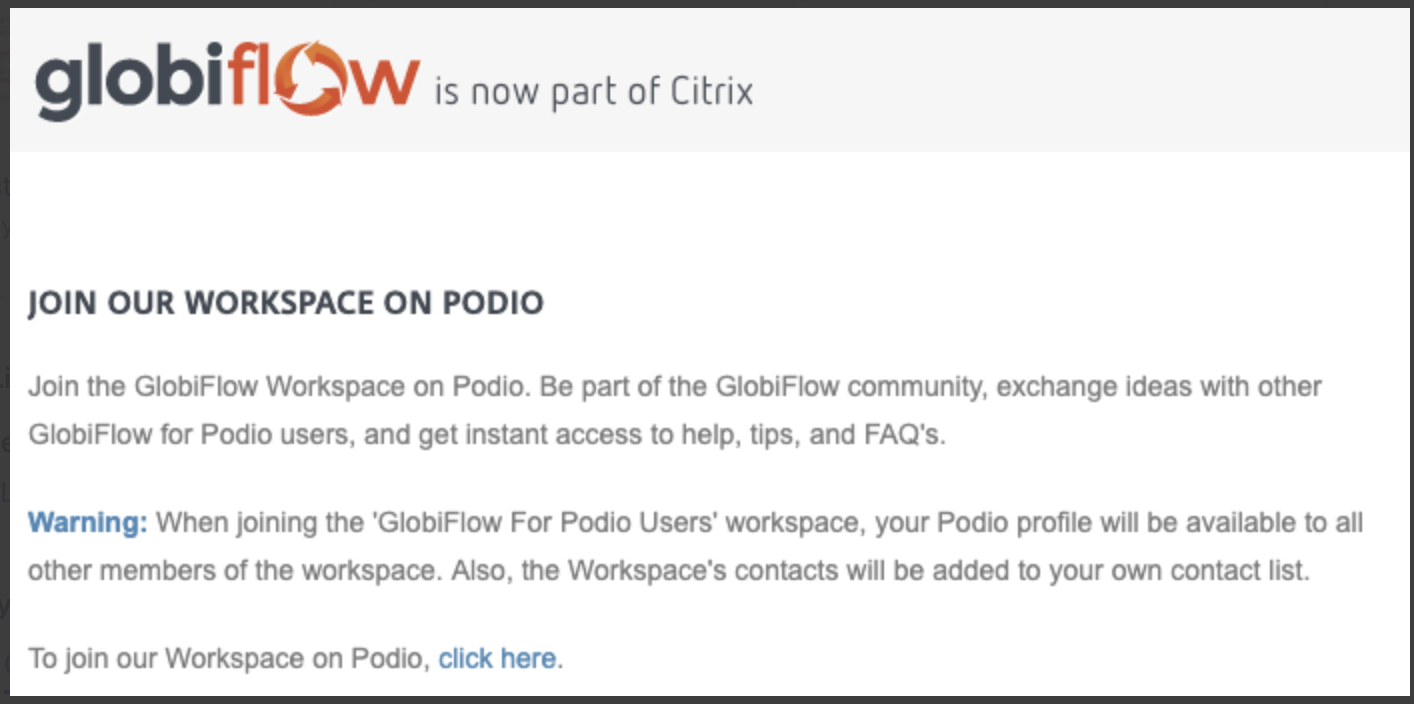 globiflow is now part of Citrix
JOIN OUR WORKSPACE ON PODIO
Join the GlobiFlow Workspace on Podio. Be part of the GlobiFlow community, exchange ideas with other
GlobiFlow for Podio users, and get instant access to help, tips, and FAQ's.
Warning: When joining the 'GlobiFlow For Podio Users' workspace, your Podio profile will be available to all
other members of the workspace. Also, the Workspace's contacts will be added to your own contact list.
To join our Workspace on Podio, click here.